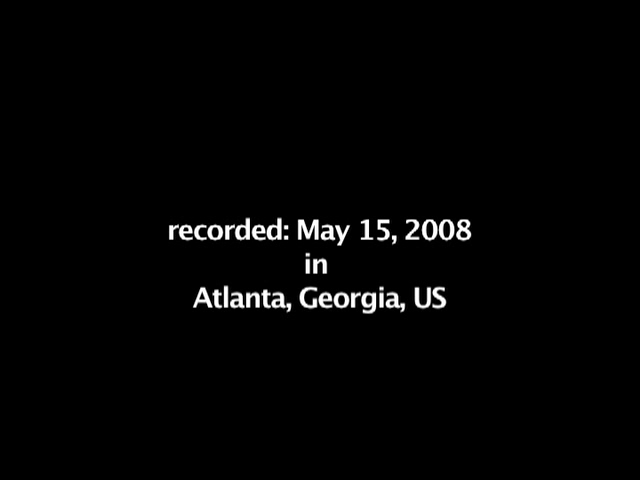 recorded: May 15, 2008
in
Atlanta, Georgia, US